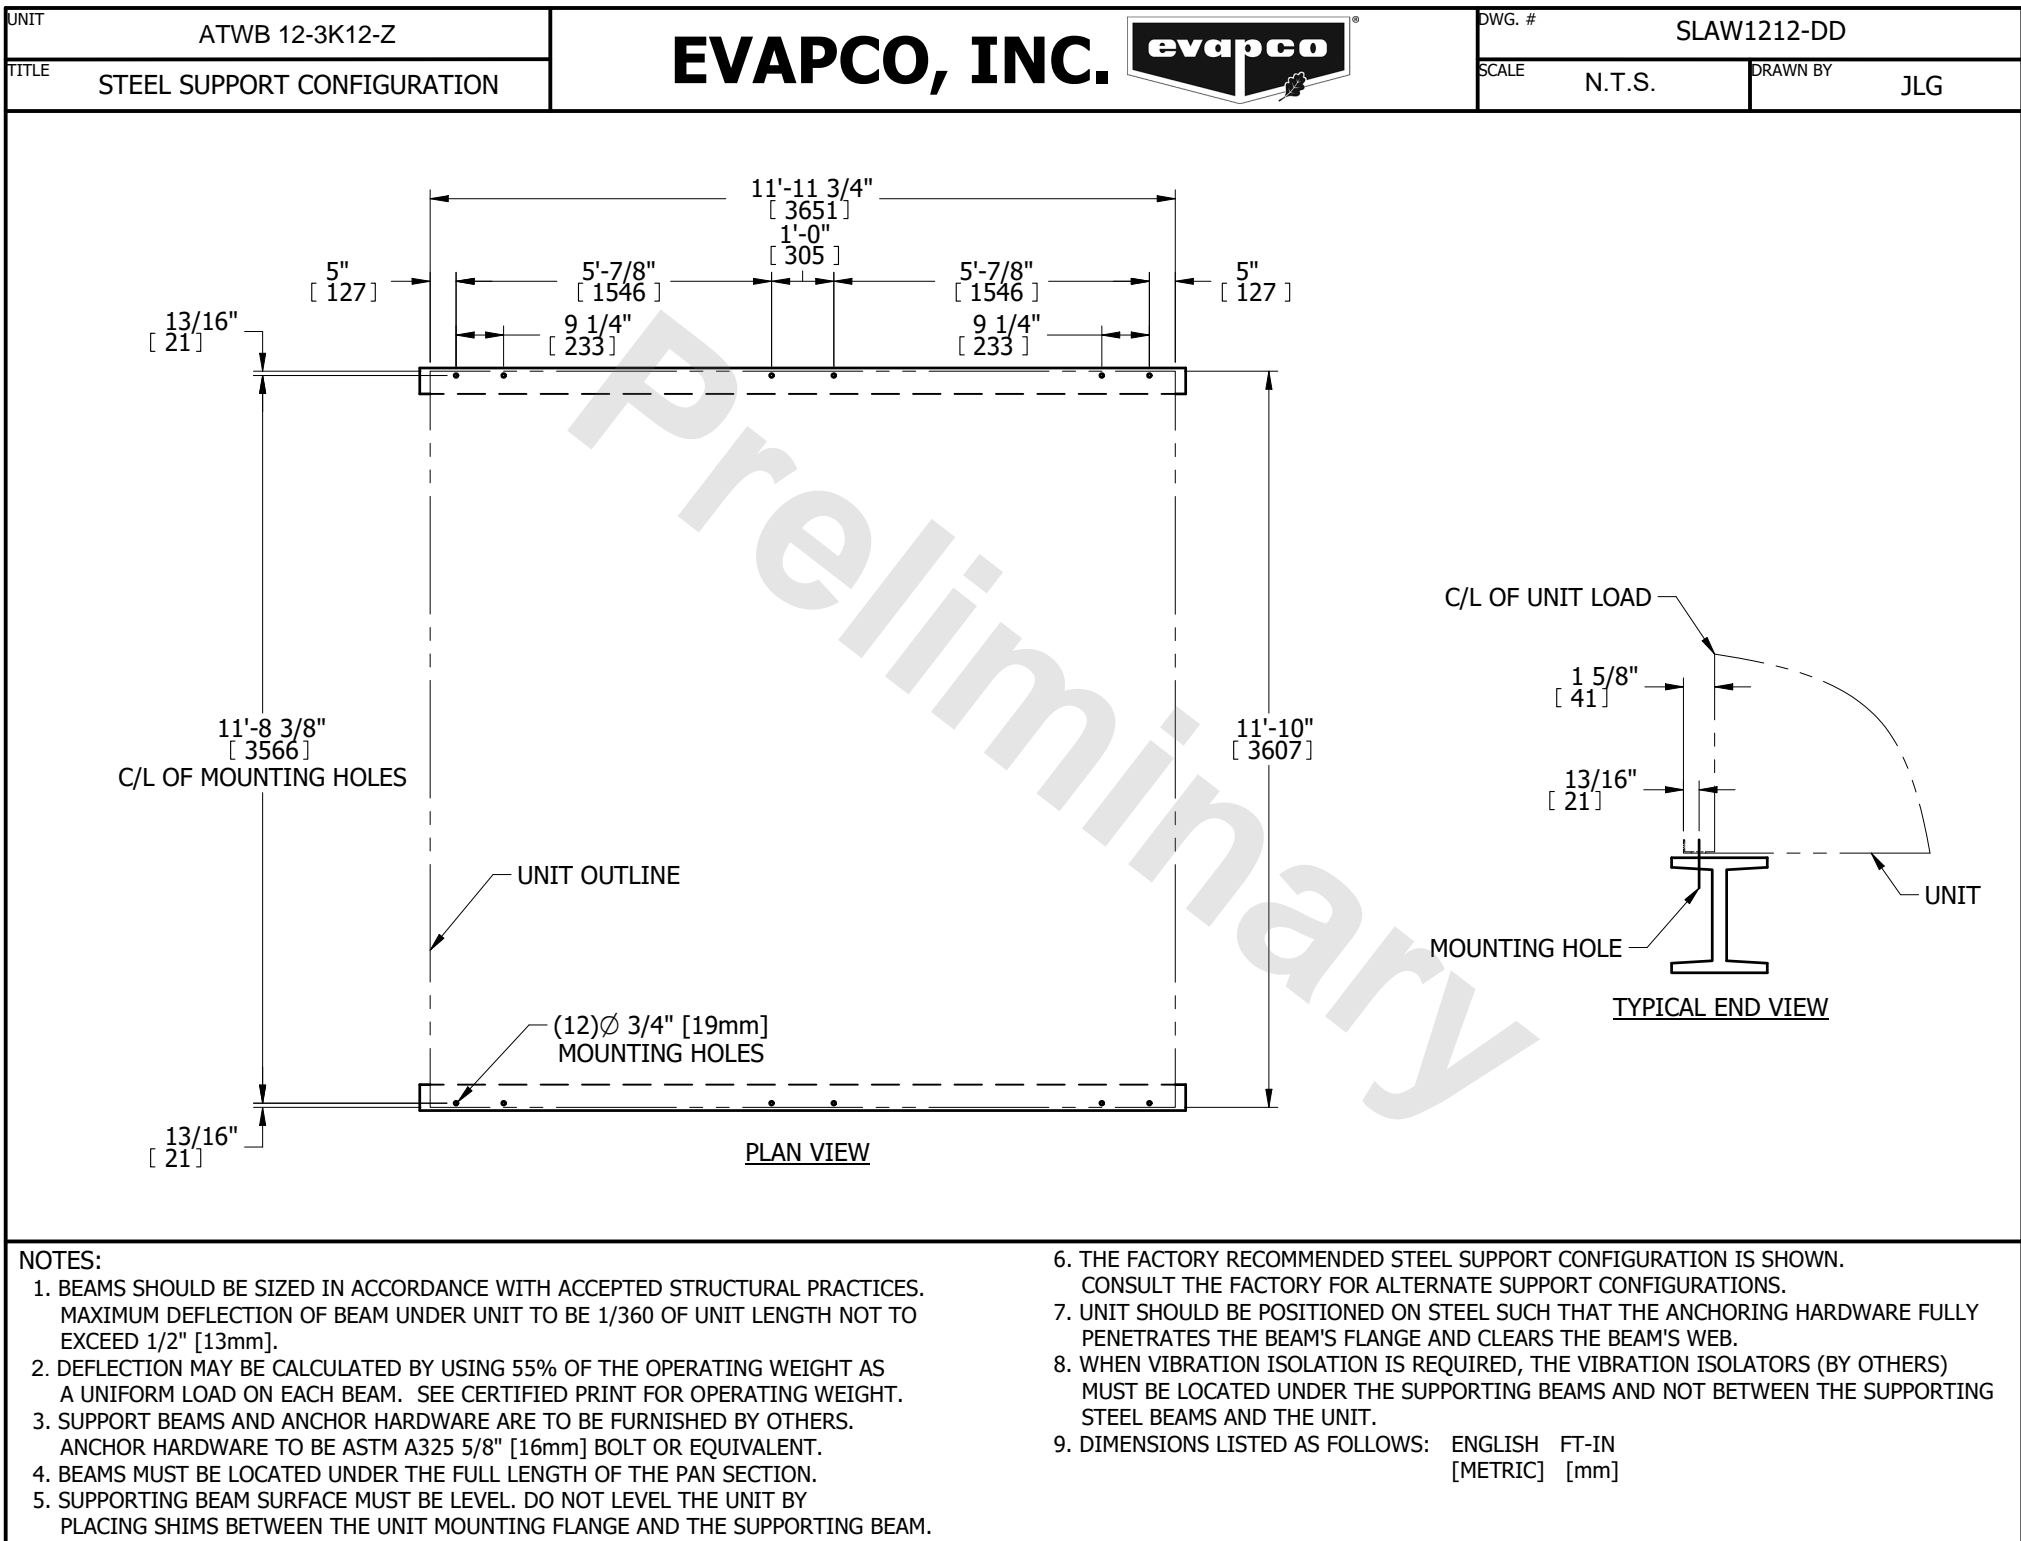 UNIT
ATWB 12-3K12-Z
TITLE
STEEL SUPPORT CONFIGURATION
EVAPCO, INC.
evapco
®
DWG. #
SLAW1212-DD
SCALE
N.T.S.
DRAWN BY
JLG
11'-11 3/4"
[ 3651]
1'-0"
[ 305 ]
5"
[ 127]
5'-7/8"
[ 1546 ]
5'-7/8"
[ 1546 ]
5"
[ 127 ]
13/16"
[ 21]
9 1/4"
[ 233]
9 1/4"
[ 233 ]
Preliminary
C/L OF UNIT LOAD
1 5/8"
[ 41]
11'-8 3/8"
[ 3566]
C/L OF MOUNTING HOLES
11'-10"
[ 3607]
13/16"
[ 21]
UNIT OUTLINE
UNIT
MOUNTING HOLE
TYPICAL END VIEW
(12)∅ 3/4" [19mm]
MOUNTING HOLES
13/16"
[ 21]
PLAN VIEW
NOTES:
1. BEAMS SHOULD BE SIZED IN ACCORDANCE WITH ACCEPTED STRUCTURAL PRACTICES.
MAXIMUM DEFLECTION OF BEAM UNDER UNIT TO BE 1/360 OF UNIT LENGTH NOT TO
EXCEED 1/2" [13mm].
2. DEFLECTION MAY BE CALCULATED BY USING 55% OF THE OPERATING WEIGHT AS
A UNIFORM LOAD ON EACH BEAM. SEE CERTIFIED PRINT FOR OPERATING WEIGHT.
3. SUPPORT BEAMS AND ANCHOR HARDWARE ARE TO BE FURNISHED BY OTHERS.
ANCHOR HARDWARE TO BE ASTM A325 5/8" [16mm] BOLT OR EQUIVALENT.
4. BEAMS MUST BE LOCATED UNDER THE FULL LENGTH OF THE PAN SECTION.
5. SUPPORTING BEAM SURFACE MUST BE LEVEL. DO NOT LEVEL THE UNIT BY
PLACING SHIMS BETWEEN THE UNIT MOUNTING FLANGE AND THE SUPPORTING BEAM.
6. THE FACTORY RECOMMENDED STEEL SUPPORT CONFIGURATION IS SHOWN.
CONSULT THE FACTORY FOR ALTERNATE SUPPORT CONFIGURATIONS.
7. UNIT SHOULD BE POSITIONED ON STEEL SUCH THAT THE ANCHORING HARDWARE FULLY
PENETRATES THE BEAM'S FLANGE AND CLEARS THE BEAM'S WEB.
8. WHEN VIBRATION ISOLATION IS REQUIRED, THE VIBRATION ISOLATORS (BY OTHERS)
MUST BE LOCATED UNDER THE SUPPORTING BEAMS AND NOT BETWEEN THE SUPPORTING
STEEL BEAMS AND THE UNIT.
9. DIMENSIONS LISTED AS FOLLOWS: ENGLISH FT-IN
[METRIC] [mm]